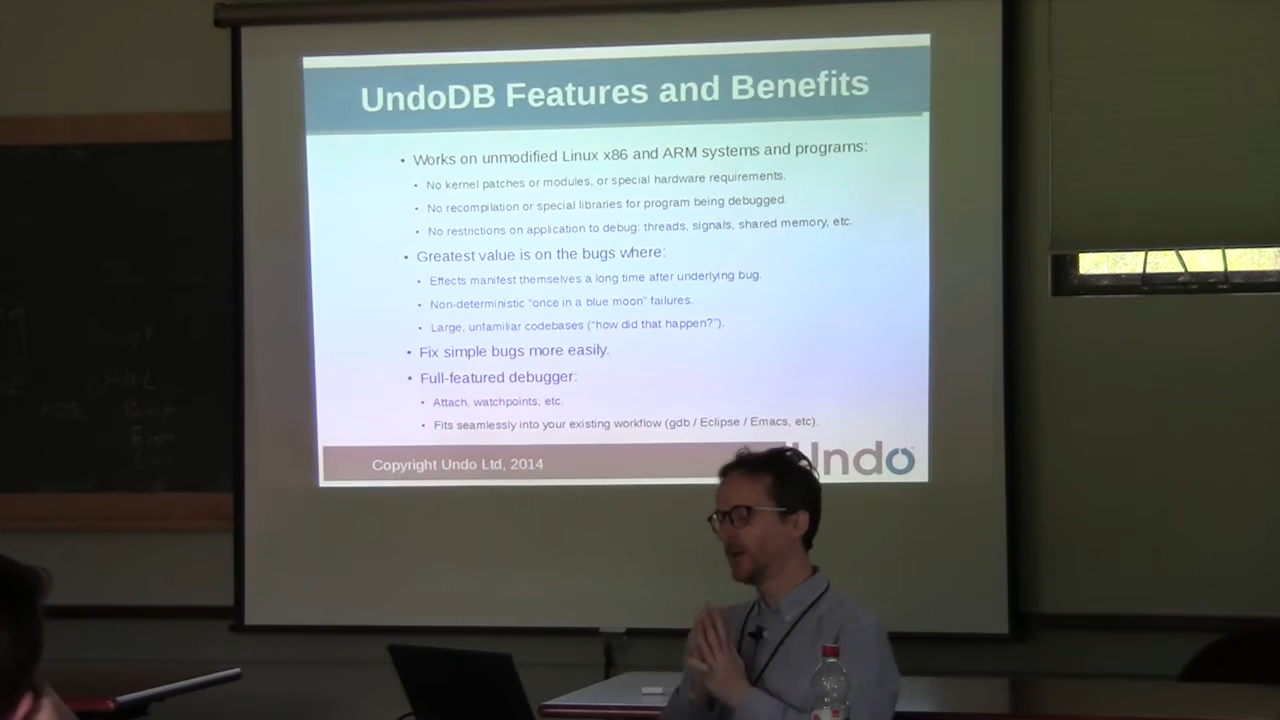 UndoDB Features and Benefits
• Works on unmodified Linux x86 and ARM systems and programs:
• No kernel patches or modules, or special hardware requirements.
• No recompilation or special libraries for program being debugged.
• No restrictions on application to debug: threads, signals, shared memory, etc.
• Greatest value is on the bugs where:
• Effects manifest themselves a long time after underlying bug.
• Non-deterministic “once in a blue moon” failures.
• Large, unfamiliar codebases (“how did that happen?”).
• Fix simple bugs more easily.
• Full-featured debugger:
• Attach, watchpoints, etc.
• Fits seamlessly into your existing workflow (gdb / Eclipse / Emacs, etc).
Copyright Undo Ltd, 2014
Undo